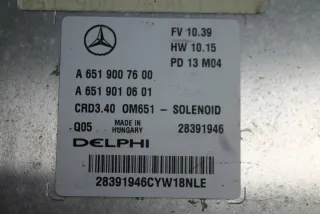 FV 10.39
HW 10.15
PD 13 M04
A 651 900 76 00
A 651 901 06 01
CRD3.40 OM651 - SOLENOID
Q05 MADE IN HUNGARY 28391946
DELPHI
28391946CYW18NLE